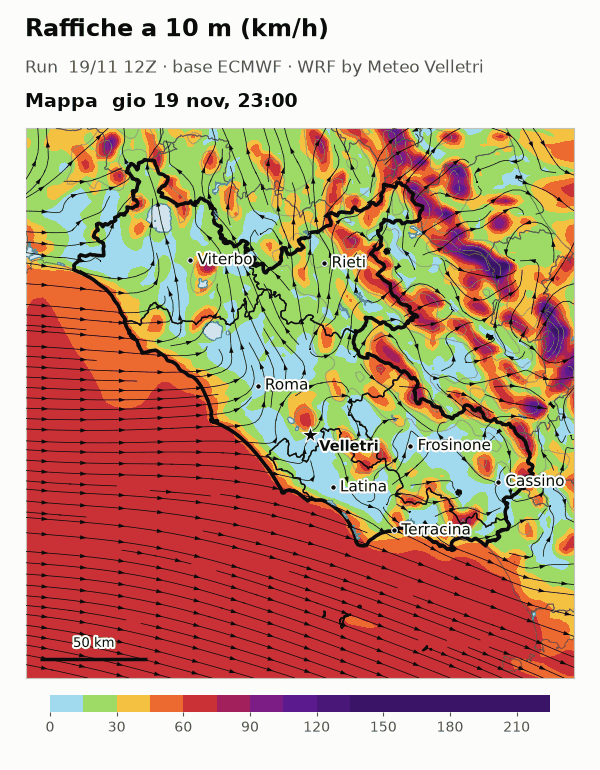 Raffiche a 10 m (km/h)
Run  19/11 12Z · base ECMWF · WRF by Meteo Velletri
Mappa  gio 19 nov, 23:00
Viterbo
Rieti
Roma
Velletri
Frosinone
Latina
Cassino
Terracina
50 km
0 30 60 90 120 150 180 210